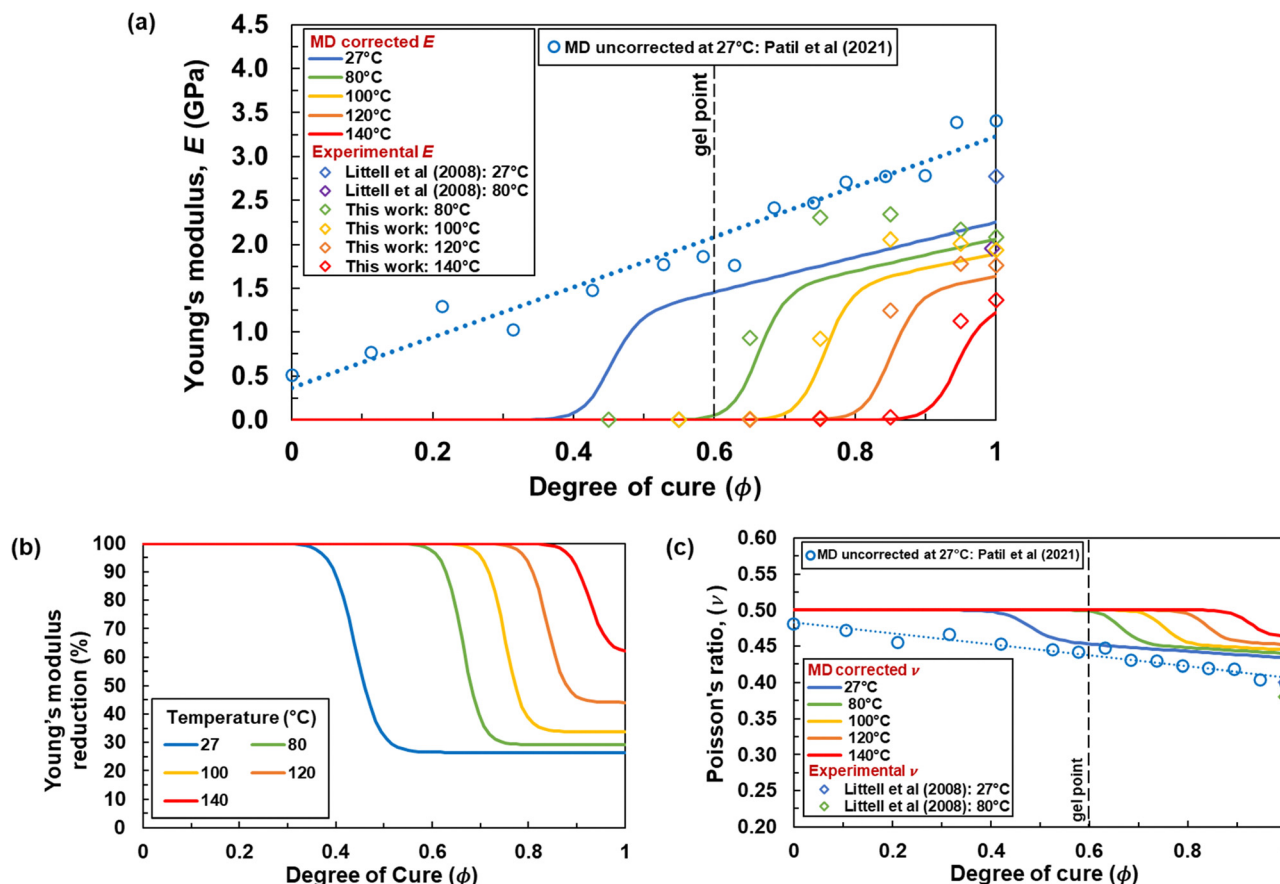 (a)
Young's modulus, E (GPa)
4.5
4.0
3.5
3.0
2.5
2.0
1.5
1.0
0.5
0.0
MD corrected E
27°C
80°C
100°C
120°C
140°C
Experimental E
Littell et al (2008): 27°C
Littell et al (2008): 80°C
This work: 80°C
This work: 100°C
This work: 120°C
This work: 140°C
MD uncorrected at 27°C: Patil et al (2021)
gel point
0 0.2 0.4 0.6 0.8 1
Degree of cure (ϕ)
(b)
Young's modulus
reduction (%)
100
90
80
70
60
50
40
30
20
10
0
Temperature (°C)
27 80
100 120
140
0 0.2 0.4 0.6 0.8 1
Degree of Cure (ϕ)
(c)
Poisson's ratio, (ν)
0.60
0.55
0.50
0.45
0.40
0.35
0.30
0.25
0.20
MD uncorrected at 27°C: Patil et al (2021)
MD corrected ν
27°C
80°C
100°C
120°C
140°C
Experimental ν
Littell et al (2008): 27°C
Littell et al (2008): 80°C
gel point
0 0.2 0.4 0.6 0.8
Degree of cure (ϕ)